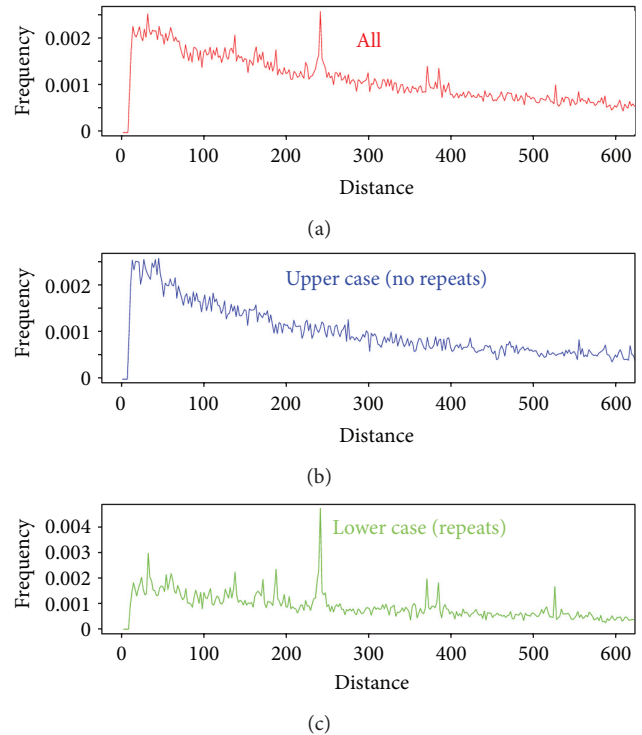 0.002
All
Frequency
0.001
0
0 100 200 300 400 500 600
Distance
(a)
Upper case (no repeats)
0.002
Frequency
0.001
0
0 100 200 300 400 500 600
Distance
(b)
0.004
Lower case (repeats)
0.003
Frequency
0.002
0.001
0
0 100 200 300 400 500 600
Distance
(c)